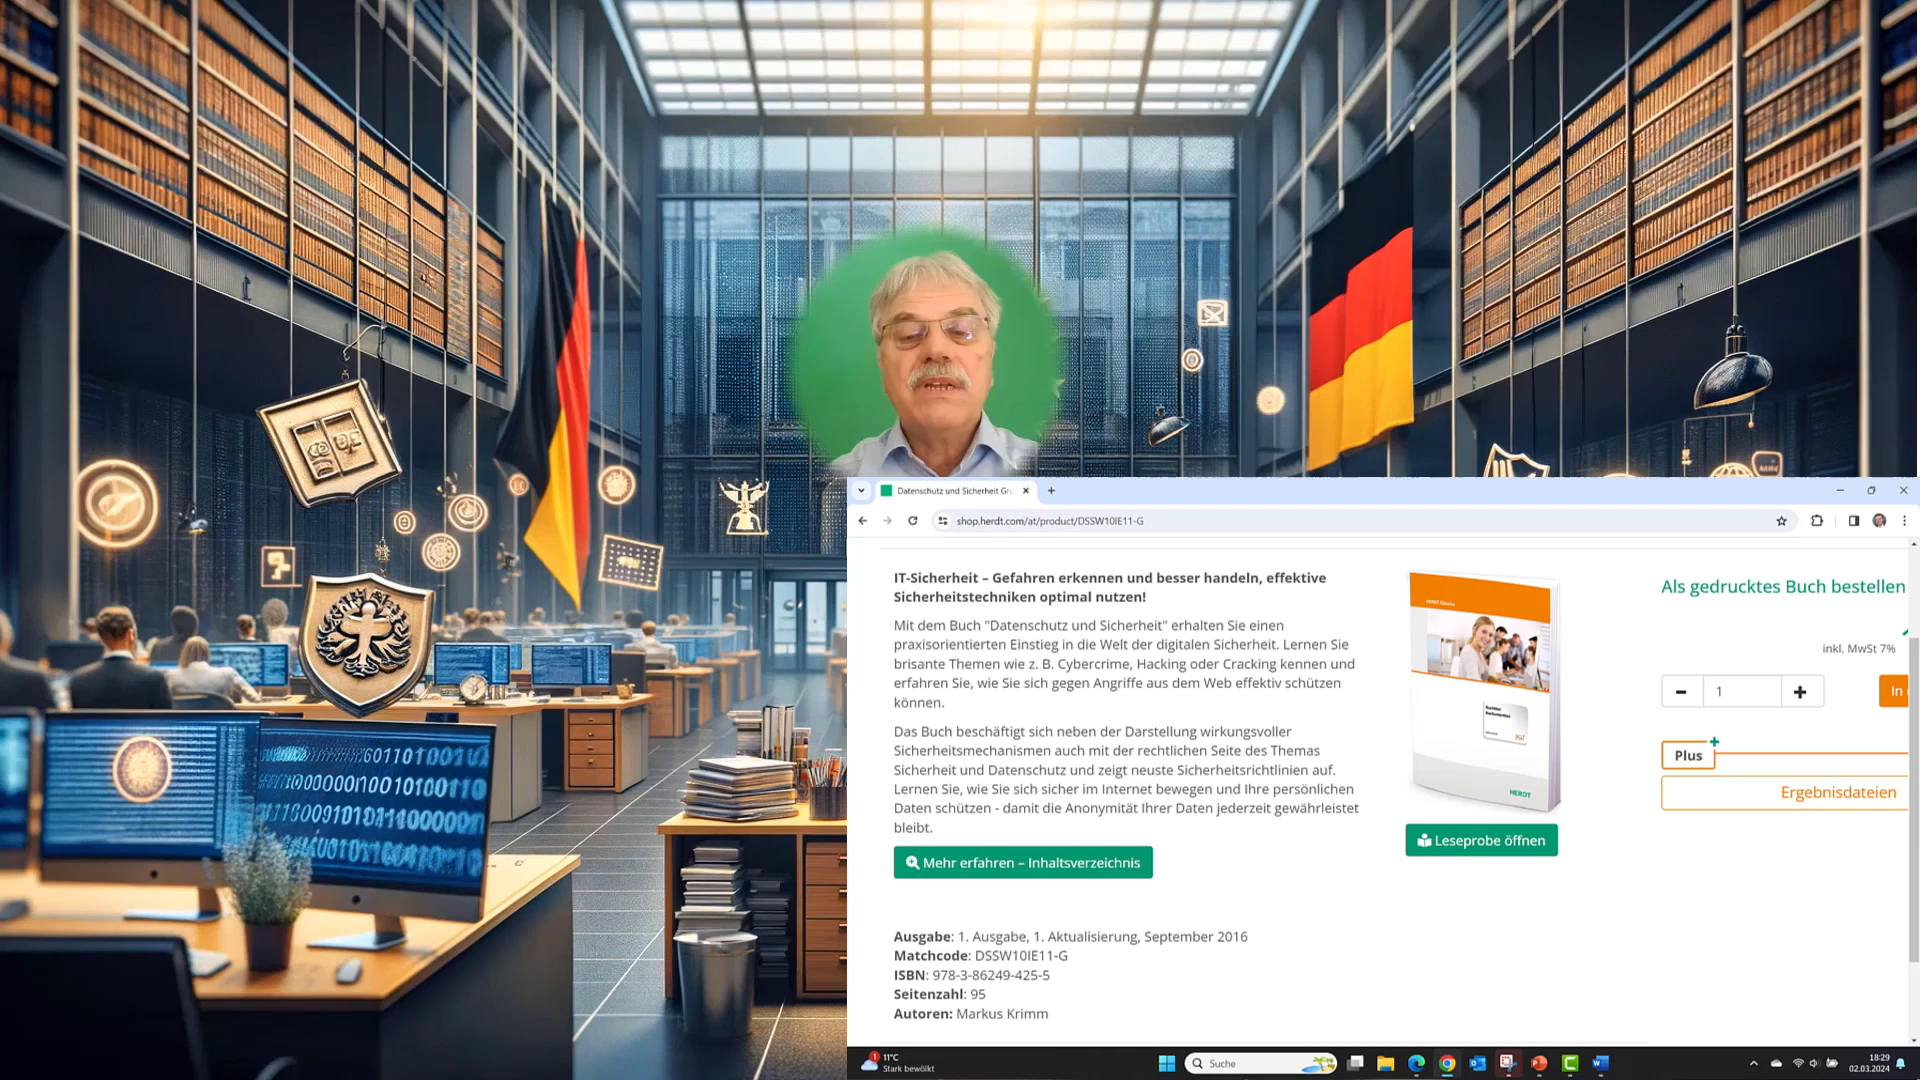 Datenschutz und Sicherheit Gr
shop.herdt.com/at/product/DSSW10IE11-G
IT-Sicherheit – Gefahren erkennen und besser handeln, effektive
Sicherheitstechniken optimal nutzen!
Mit dem Buch "Datenschutz und Sicherheit" erhalten Sie einen
praxisorientierten Einstieg in die Welt der digitalen Sicherheit. Lernen Sie
brisante Themen wie z. B. Cybercrime, Hacking oder Cracking kennen und
erfahren Sie, wie Sie sich gegen Angriffe aus dem Web effektiv schützen
können.
Das Buch beschäftigt sich neben der Darstellung wirkungsvoller
Sicherheitsmechanismen auch mit der rechtlichen Seite des Themas
Sicherheit und Datenschutz und zeigt neuste Sicherheitsrichtlinien auf.
Lernen Sie, wie Sie sich sicher im Internet bewegen und Ihre persönlichen
Daten schützen - damit die Anonymität Ihrer Daten jederzeit gewährleistet
bleibt.
Mehr erfahren – Inhaltsverzeichnis
Ausgabe: 1. Ausgabe, 1. Aktualisierung, September 2016
Matchcode: DSSW10IE11-G
ISBN: 978-3-86249-425-5
Seitenzahl: 95
Autoren: Markus Krimm
HERDT
Leseprobe öffnen
Als gedrucktes Buch bestellen
inkl. MwSt 7%
1
In
Plus
Ergebnisdateien
1
11°C
Stark bewölkt
Suche
18:29
02.03.2024